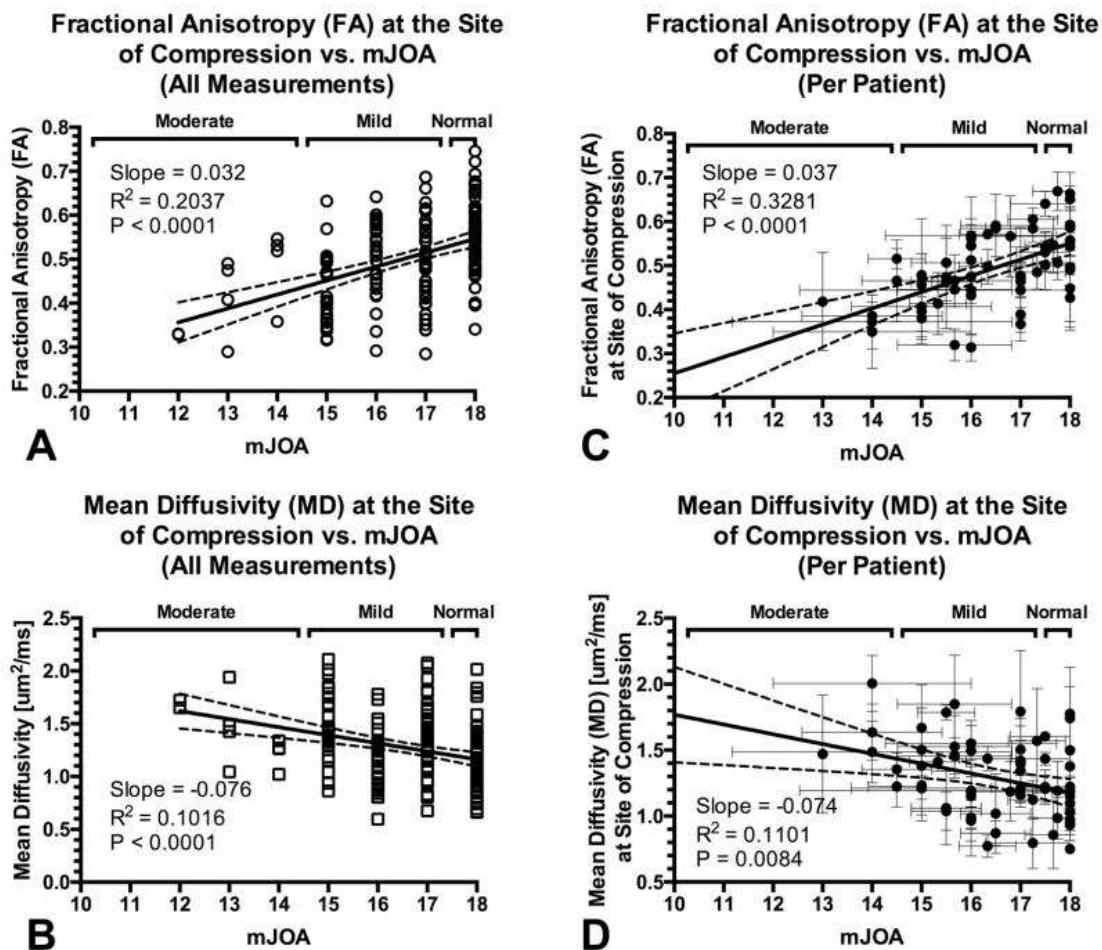 Fractional Anisotropy (FA) at the Site
of Compression vs. mJOA
(All Measurements)
Moderate Mild Normal
Fractional Anisotropy (FA)
0.8
0.7
0.6
0.5
0.4
0.3
0.2
Slope = 0.032
R² = 0.2037
P < 0.0001
10 11 12 13 14 15 16 17 18
mJOA
A
Fractional Anisotropy (FA) at the Site
of Compression vs. mJOA
(Per Patient)
Moderate Mild Normal
Fractional Anisotropy (FA)
at Site of Compression
0.8
0.7
0.6
0.5
0.4
0.3
0.2
Slope = 0.037
R² = 0.3281
P < 0.0001
10 11 12 13 14 15 16 17 18
mJOA
C
Mean Diffusivity (MD) at the Site
of Compression vs. mJOA
(All Measurements)
Moderate Mild Normal
Mean Diffusivity [um²/ms]
2.5
2.0
1.5
1.0
0.5
0.0
Slope = -0.076
R² = 0.1016
P < 0.0001
10 11 12 13 14 15 16 17 18
mJOA
B
Mean Diffusivity (MD) at the Site
of Compression vs. mJOA
(Per Patient)
Moderate Mild Normal
Mean Diffusivity (MD) [um²/ms]
at Site of Compression
2.5
2.0
1.5
1.0
0.5
Slope = -0.074
R² = 0.1101
P = 0.0084
10 11 12 13 14 15 16 17 18
mJOA
D